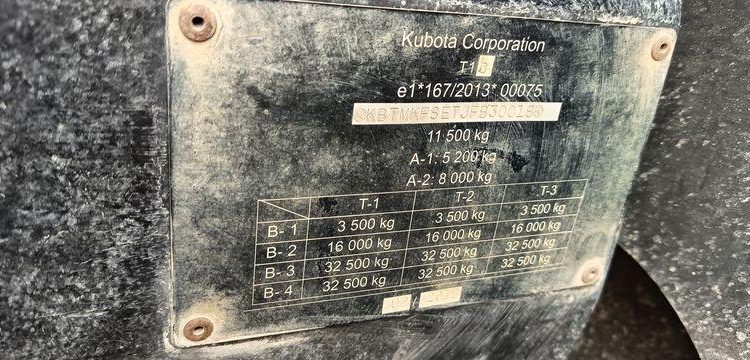 Kubota Corporation
e1*167/2013* 00075
11 500 kg
A-1: 5 200 kg
A-2: 8 000 kg
T-1 T-2 T-3
B- 1 3 500 kg 3 500 kg 3 500 kg
B- 2 16 000 kg 16 000 kg 16 000 kg
B- 3 32 500 kg 32 500 kg 32 500 kg
B- 4 32 500 kg 32 500 kg 32 500 kg